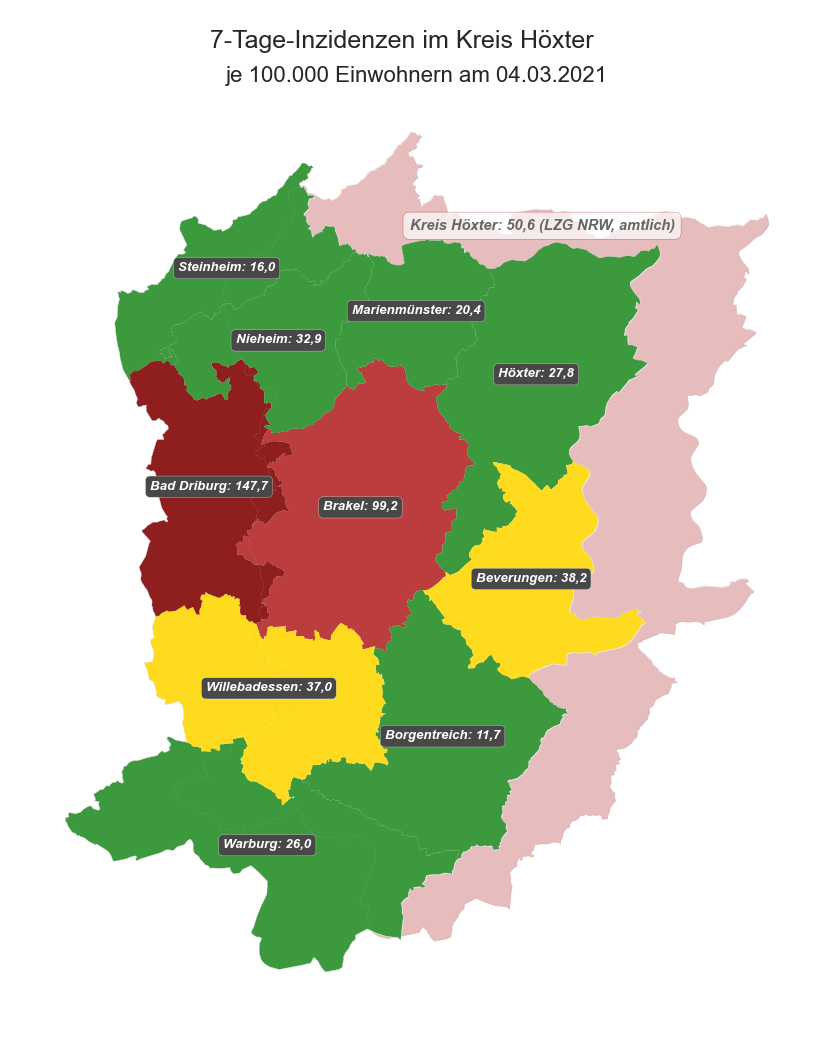 7-Tage-Inzidenzen im Kreis Höxter
je 100.000 Einwohnern am 04.03.2021
Kreis Höxter: 50,6 (LZG NRW, amtlich)
Steinheim: 16,0
Marienmünster: 20,4
Nieheim: 32,9
Höxter: 27,8
Bad Driburg: 147,7
Brakel: 99,2
Beverungen: 38,2
Willebadessen: 37,0
Borgentreich: 11,7
Warburg: 26,0